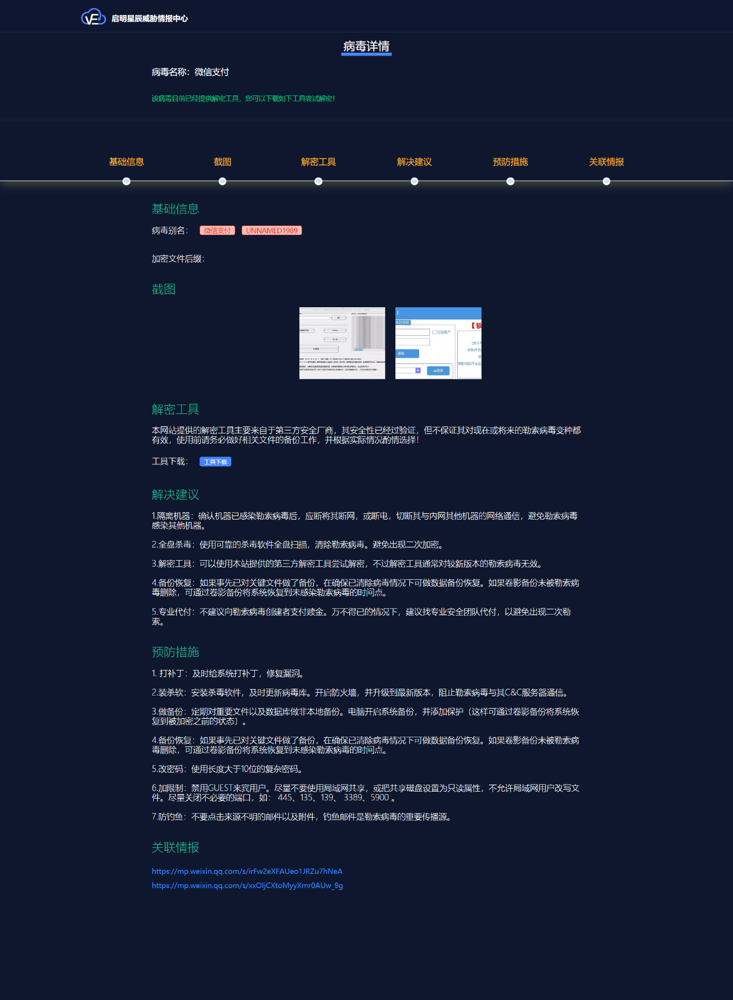 启明星辰威胁情报中心
病毒详情
病毒名称：微信支付
该病毒目前已经提供解密工具，您可以下载如下工具尝试解密！
基础信息 截图 解密工具 解决建议 预防措施 关联情报
基础信息
病毒别名： 微信支付 UNNAMED1989
加密文件后缀：
截图
【软
记住用户
解密工具
本网站提供的解密工具主要来自于第三方安全厂商，其安全性已经过验证，但不保证其对现在或将来的勒索病毒变种都
有效，使用前请务必做好相关文件的备份工作，并根据实际情况酌情选择！
工具下载： 工具下载
解决建议
1.隔离机器：确认机器已感染勒索病毒后，应断将其断网，或断电，切断其与内网其他机器的网络通信，避免勒索病毒
感染其他机器。
2.全盘杀毒：使用可靠的杀毒软件全盘扫描，清除勒索病毒。避免出现二次加密。
3.解密工具：可以使用本站提供的第三方解密工具尝试解密，不过解密工具通常对较新版本的勒索病毒无效。
4.备份恢复：如果事先已对关键文件做了备份，在确保已清除病毒情况下可做数据备份恢复。如果卷影备份未被勒索病
毒删除，可通过卷影备份将系统恢复到未感染勒索病毒的时间点。
5.专业代付：不建议向勒索病毒创建者支付赎金。万不得已的情况下，建议找专业安全团队代付，以避免出现二次勒
索。
预防措施
1. 打补丁：及时给系统打补丁，修复漏洞。
2.装杀软：安装杀毒软件，及时更新病毒库。开启防火墙，并升级到最新版本，阻止勒索病毒与其C&C服务器通信。
3.做备份：定期对重要文件以及数据库做非本地备份。电脑开启系统备份，并添加保护（这样可通过卷影备份将系统恢
复到被加密之前的状态）。
4.备份恢复：如果事先已对关键文件做了备份，在确保已清除病毒情况下可做数据备份恢复。如果卷影备份未被勒索病
毒删除，可通过卷影备份将系统恢复到未感染勒索病毒的时间点。
5.改密码：使用长度大于10位的复杂密码。
6.加限制：禁用GUEST来宾用户。尽量不要使用局域网共享，或把共享磁盘设置为只读属性，不允许局域网用户改写文
件。尽量关闭不必要的端口，如： 445、135、139、 3389、5900 。
7.防钓鱼：不要点击来源不明的邮件以及附件，钓鱼邮件是勒索病毒的重要传播源。
关联情报
https://mp.weixin.qq.com/s/irFw2eXFAUeo1JRZu7hNeA
https://mp.weixin.qq.com/s/xxOIjCXtoMyyXmr0AUw_9g